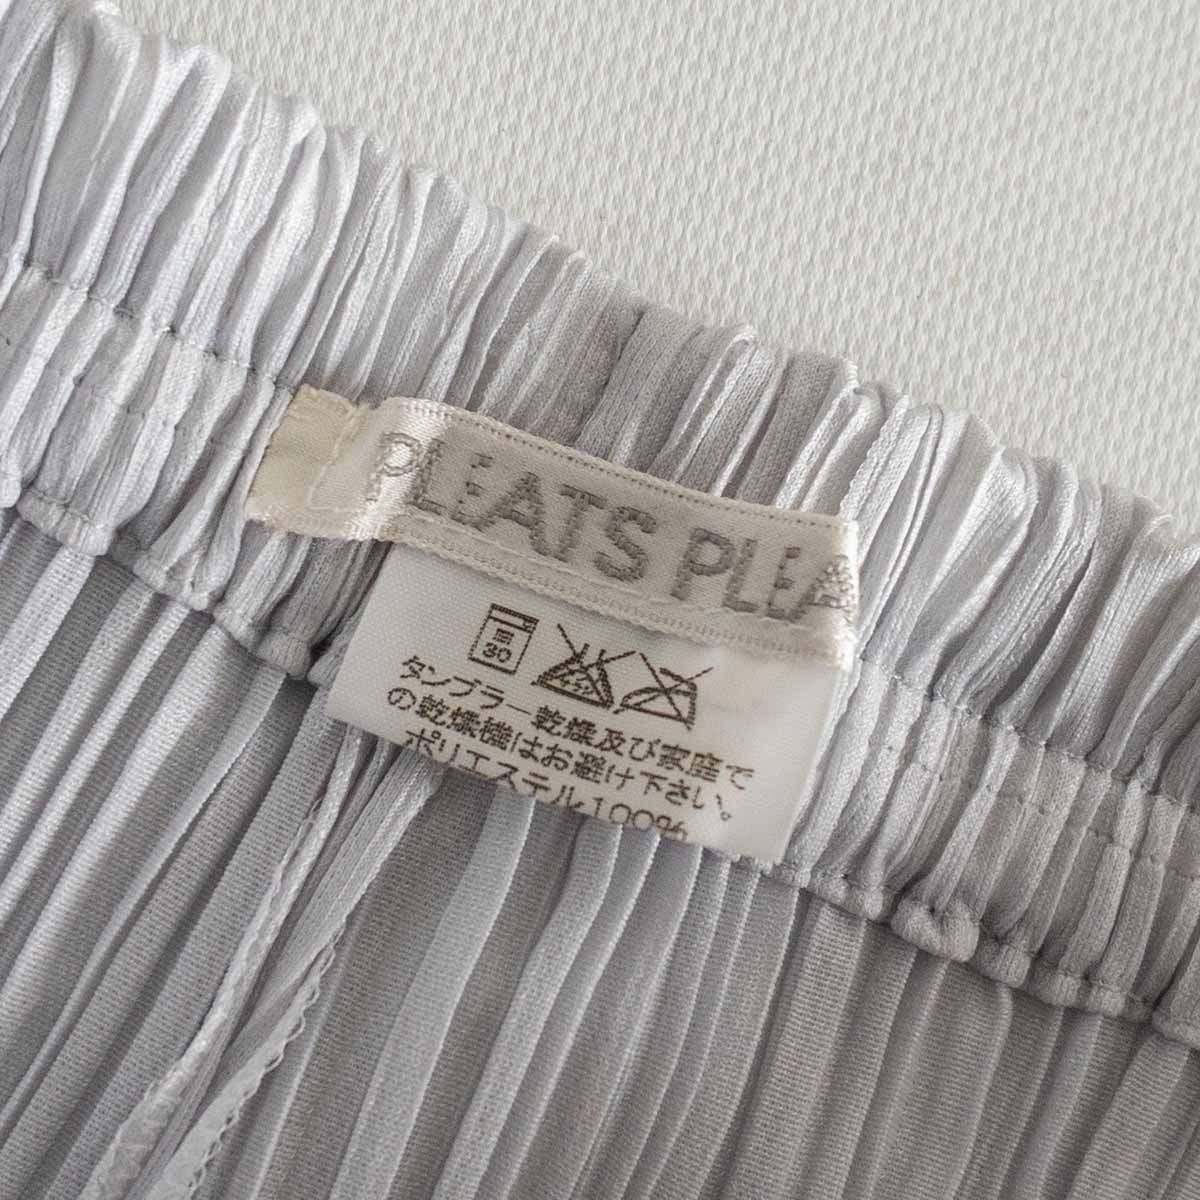 PLEATS PLEA
弱
30
タンブラー乾燥及び家庭で
の乾燥機はお避け下さい。
ポリエステル100%